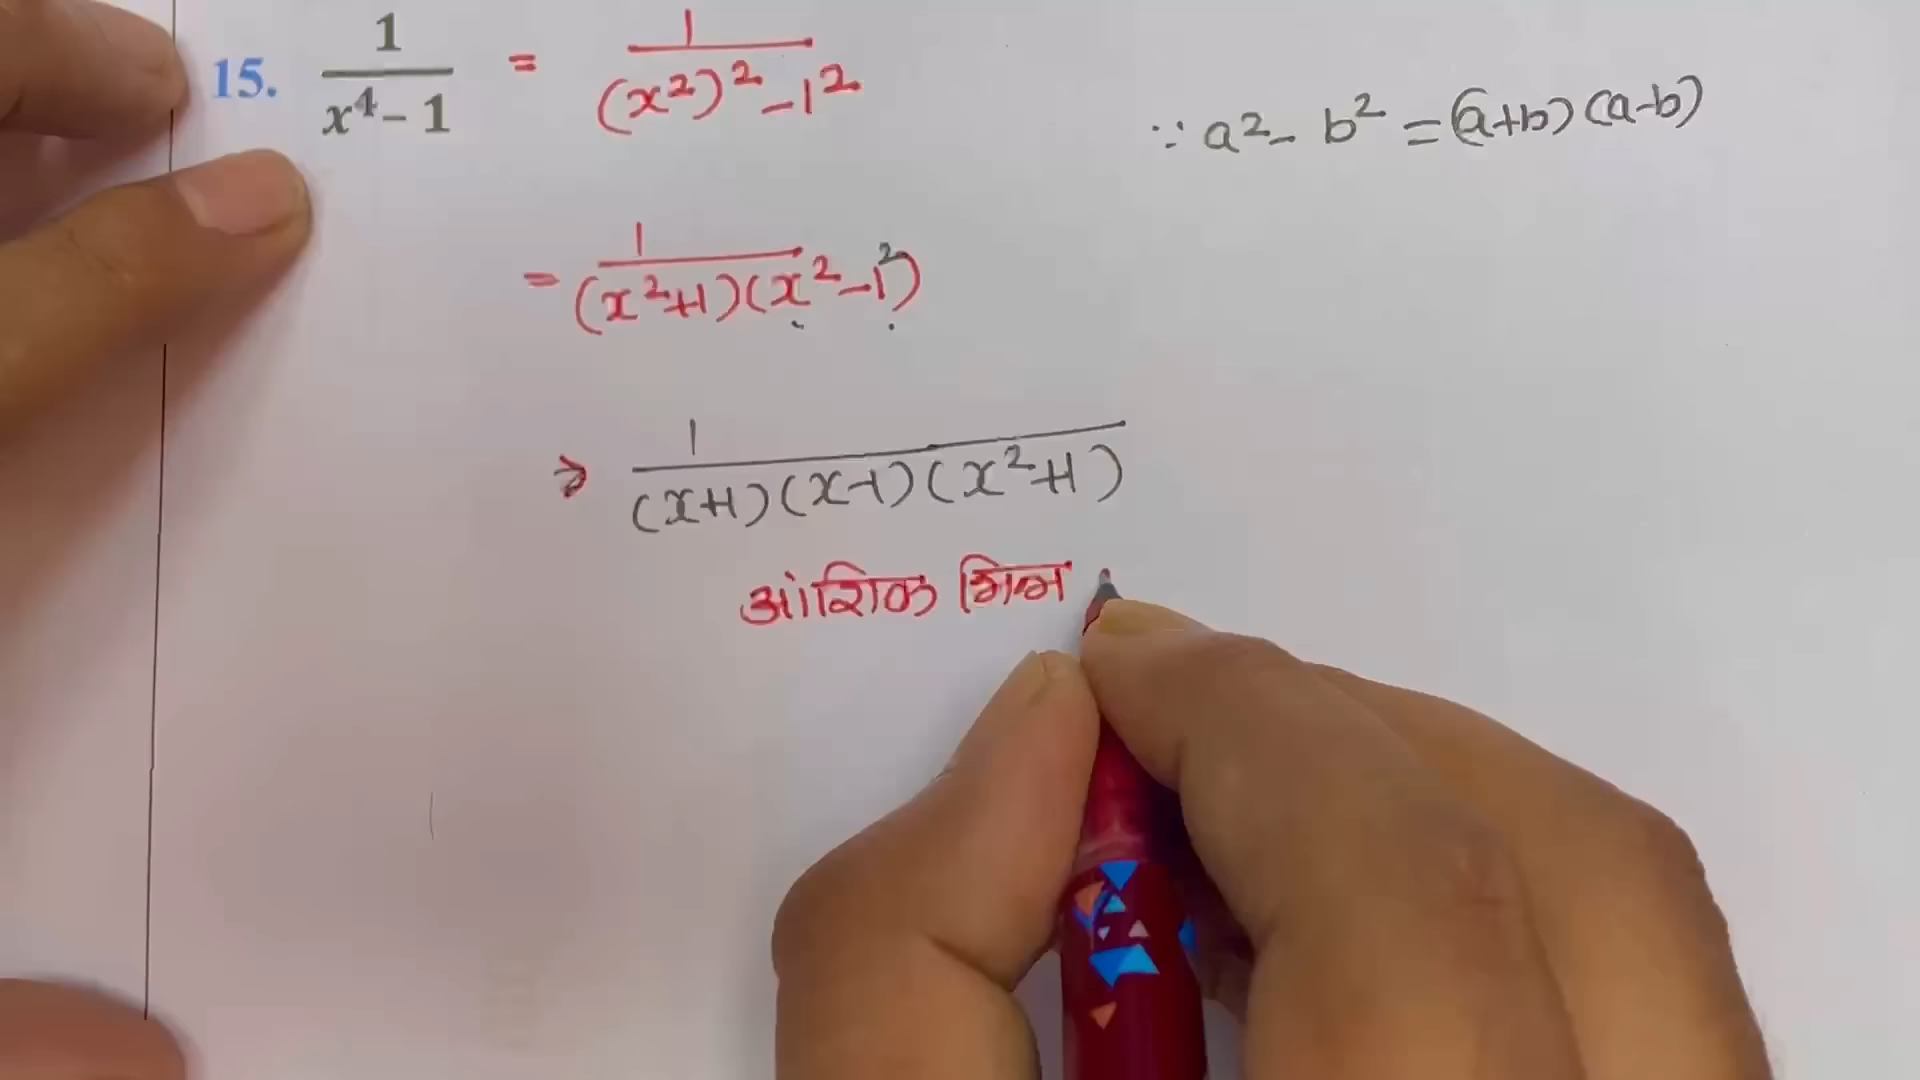 15. 1/(x⁴– 1) = 1/((x²)² – 1²)
∵ a² – b² = (a+b) (a-b)
= 1/((x²+1)(x² – 1²))
⇒ 1/((x+1)(x-1)(x²+1))
आंशिक भिन्न